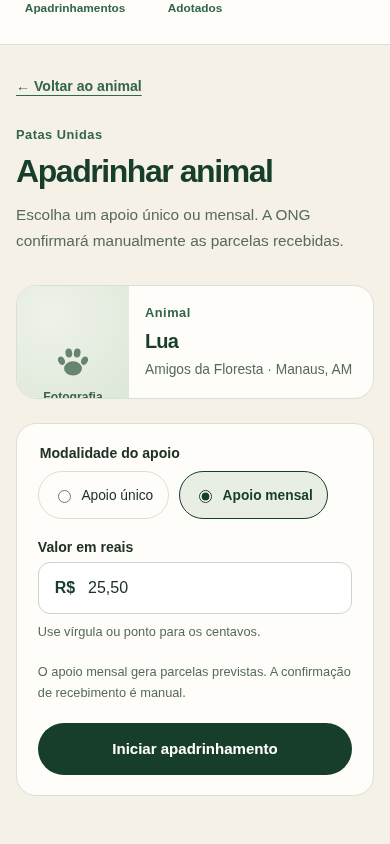 Apadrinhamentos Adotados
← Voltar ao animal
Patas Unidas
Apadrinhar animal
Escolha um apoio único ou mensal. A ONG
confirmará manualmente as parcelas recebidas.
Fotografia
Animal
Lua
Amigos da Floresta · Manaus, AM
Modalidade do apoio
Apoio único Apoio mensal
Valor em reais
R$ 25,50
Use vírgula ou ponto para os centavos.
O apoio mensal gera parcelas previstas. A confirmação
de recebimento é manual.
Iniciar apadrinhamento